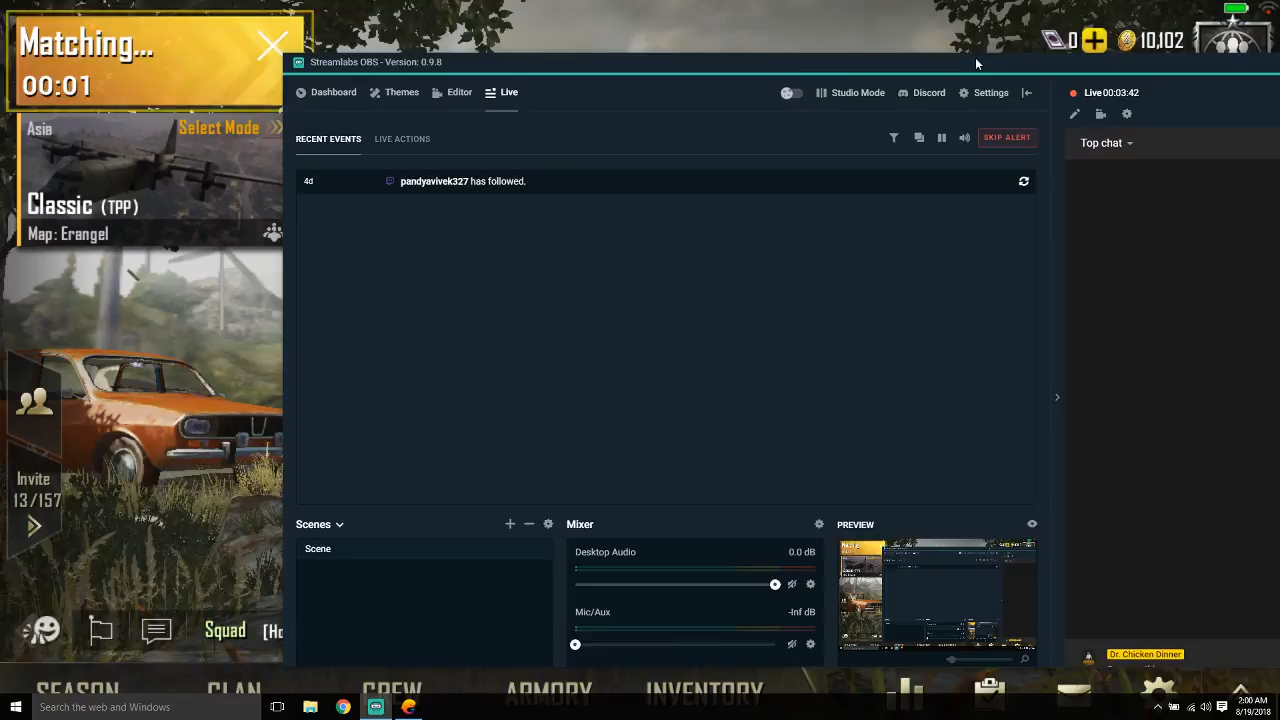 Matching...
00:01
0
10,102
Streamlabs OBS - Version: 0.9.8
Dashboard
Themes
Editor
Live
Studio Mode
Discord
Settings
Live 00:03:42
Asia
Select Mode
RECENT EVENTS
LIVE ACTIONS
SKIP ALERT
Top chat
4d
pandyavivek327 has followed.
Classic (TPP)
Map: Erangel
Invite
13/157
Scenes
Mixer
PREVIEW
Scene
Desktop Audio
0.0 dB
Mic/Aux
-Inf dB
Squad
[Ho
Dr. Chicken Dinner
SEASON
CLAN
CREW
ARMORY
INVENTORY
Search the web and Windows
2:00 AM
8/19/2018